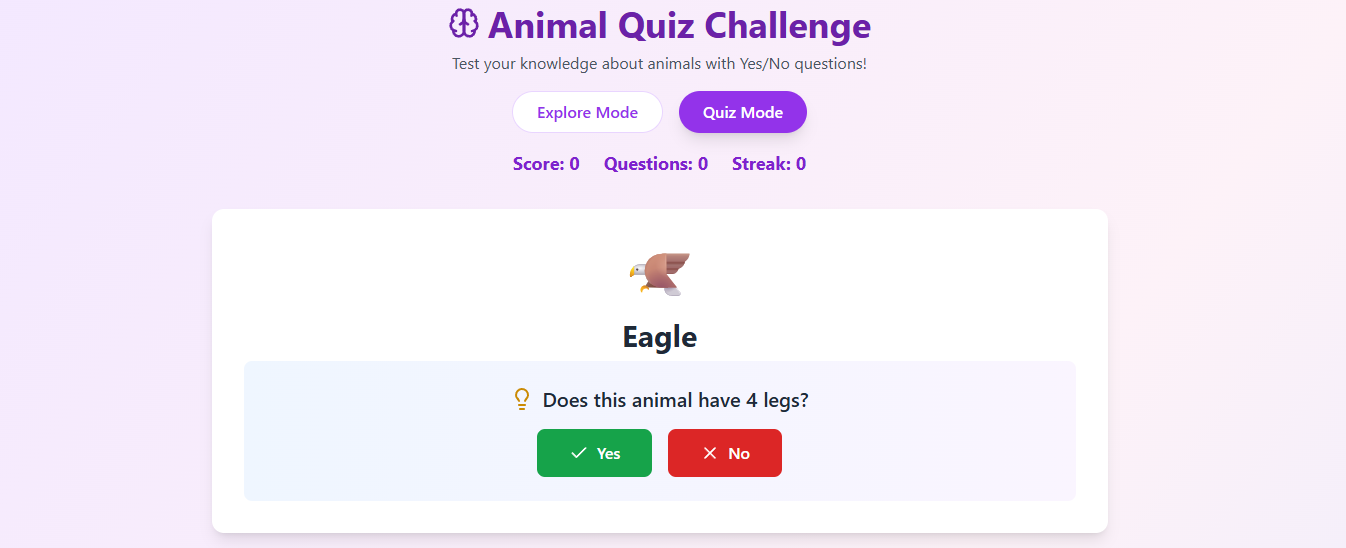 Animal Quiz Challenge
Test your knowledge about animals with Yes/No questions!
Explore Mode Quiz Mode
Score: 0 Questions: 0 Streak: 0
Eagle
Does this animal have 4 legs?
Yes No